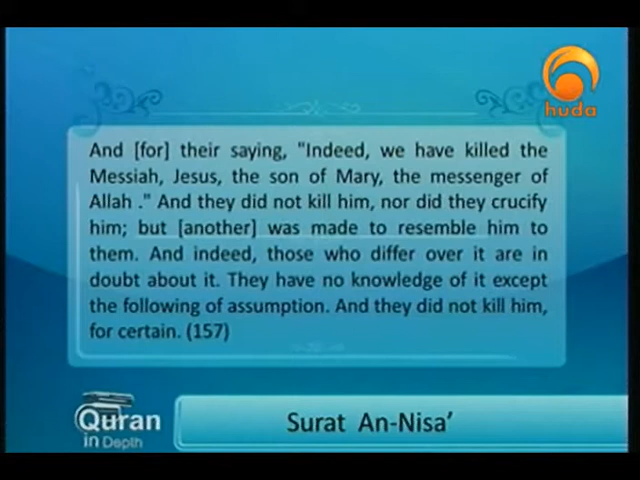 huda
And [for] their saying, "Indeed, we have killed the
Messiah, Jesus, the son of Mary, the messenger of
Allah ." And they did not kill him, nor did they crucify
him; but [another] was made to resemble him to
them. And indeed, those who differ over it are in
doubt about it. They have no knowledge of it except
the following of assumption. And they did not kill him,
for certain. (157)
Quran
in Depth
Surat An-Nisa’